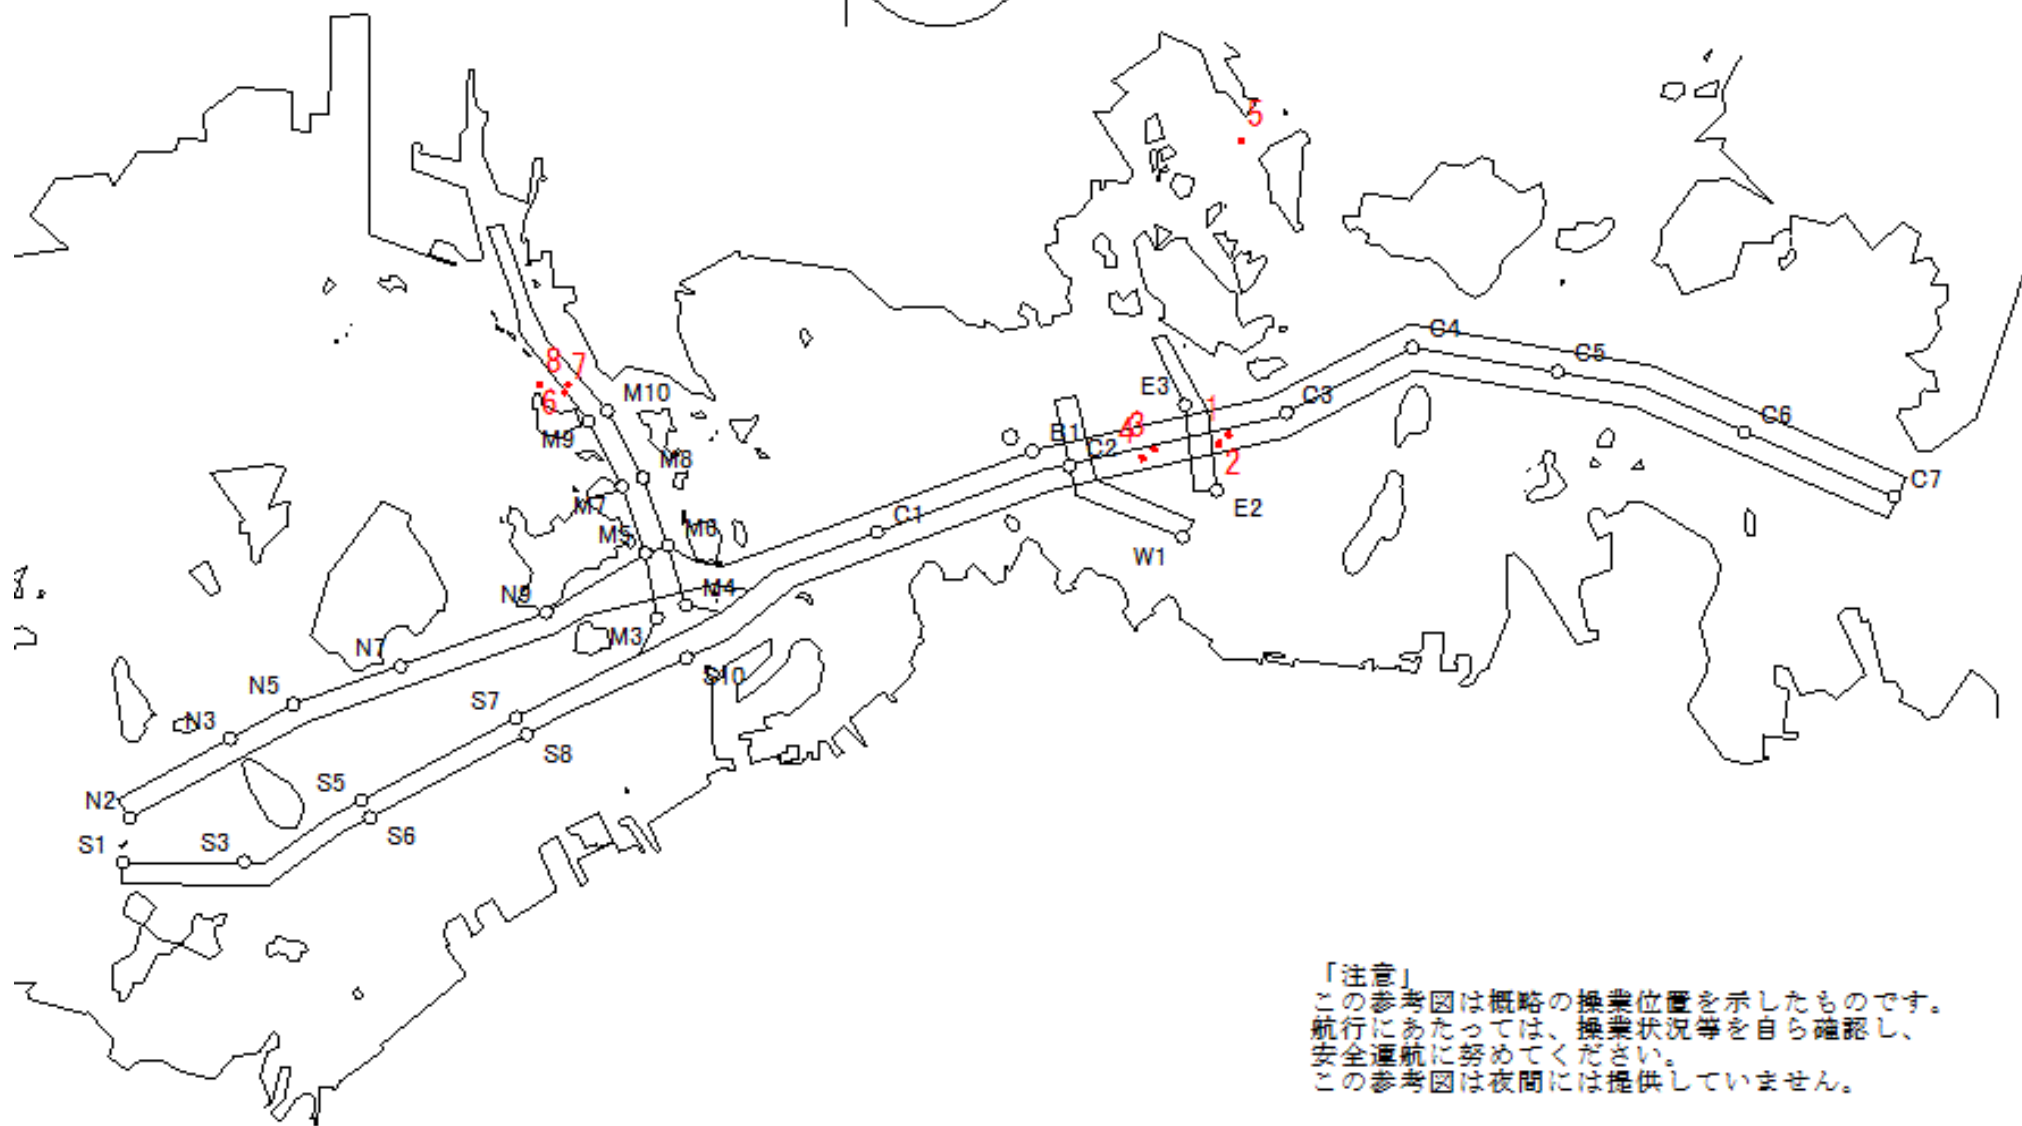 5
C4
C5
8
7
E3
1
C3
M10
6
4
3
C6
M9
B1
C2
2
M8
C7
M7
E2
C1
M5
M6
W1
N9
M4
M3
N7
S10
N5
S7
N3
S8
S5
N2
S6
S1
S3
「注意」
この参考図は概略の操業位置を示したものです。
航行にあたっては、操業状況等を自ら確認し、
安全運航に努めてください。
この参考図は夜間には提供していません。